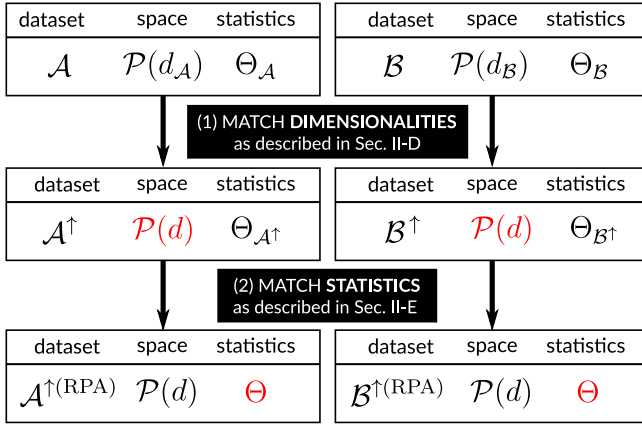 dataset space statistics dataset space statistics
𝒜 𝒫(d_𝒜) Θ_𝒜 ℬ 𝒫(d_ℬ) Θ_ℬ
(1) MATCH DIMENSIONALITIES
as described in Sec. II-D
dataset space statistics dataset space statistics
𝒜^↑ 𝒫(d) Θ_𝒜^↑ ℬ^↑ 𝒫(d) Θ_ℬ^↑
(2) MATCH STATISTICS
as described in Sec. II-E
dataset space statistics dataset space statistics
𝒜^↑(RPA) 𝒫(d) Θ ℬ^↑(RPA) 𝒫(d) Θ